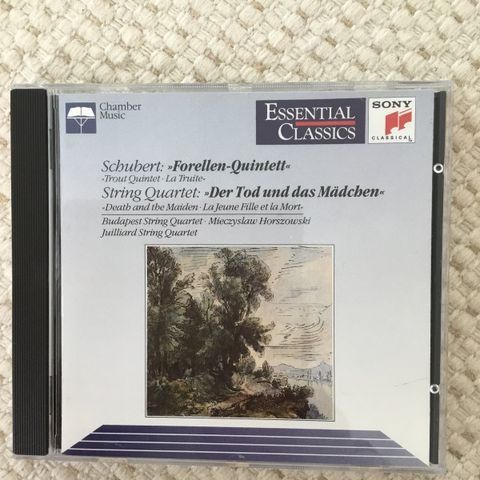 Chamber
Music
ESSENTIAL
CLASSICS
SONY
CLASSICAL
Schubert: »Forellen-Quintett«
-Trout Quintet · La Truite-
String Quartet: »Der Tod und das Mädchen«
-Death and the Maiden · La Jeune Fille et la Mort-
Budapest String Quartet · Mieczyslaw Horszowski
Juilliard String Quartet